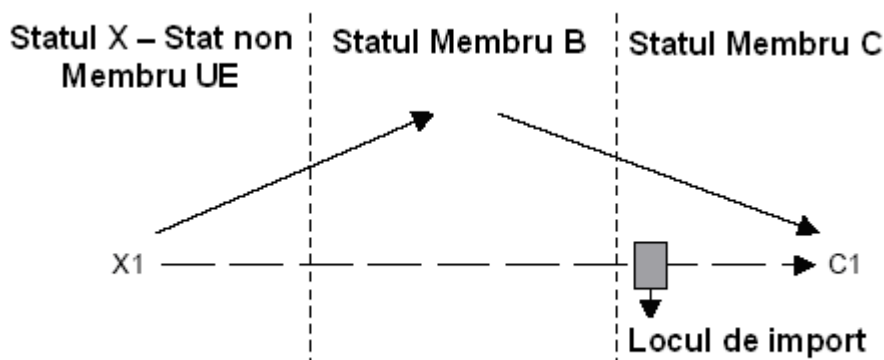 Statul X – Stat non
Membru UE
Statul Membru B
Statul Membru C
X1
C1
Locul de import